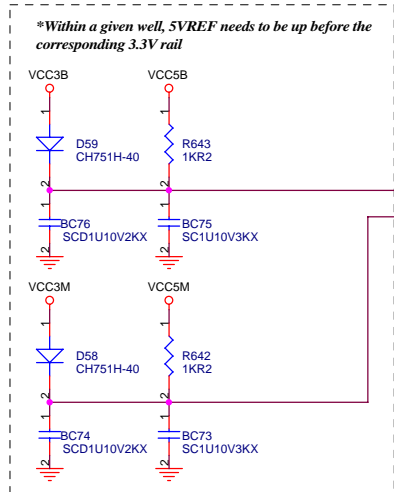 *Within a given well, 5VREF needs to be up before the
corresponding 3.3V rail
VCC3B
VCC5B
1
1
D59
CH751H-40
R643
1KR2
2
2
1
1
BC76
SCD1U10V2KX
BC75
SC1U10V3KX
2
2
VCC3M
VCC5M
1
1
D58
CH751H-40
R642
1KR2
2
2
1
1
BC74
SCD1U10V2KX
BC73
SC1U10V3KX
2
2